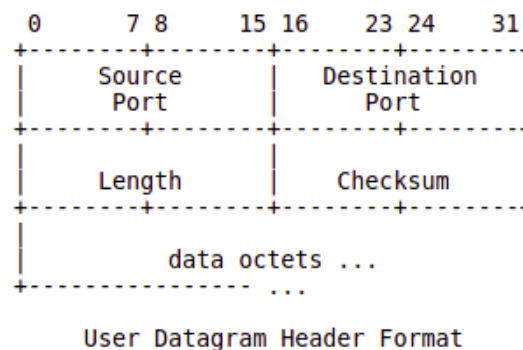 0 7 8 15 16 23 24 31
Source Destination
Port Port
Length Checksum
data octets ...
...
User Datagram Header Format